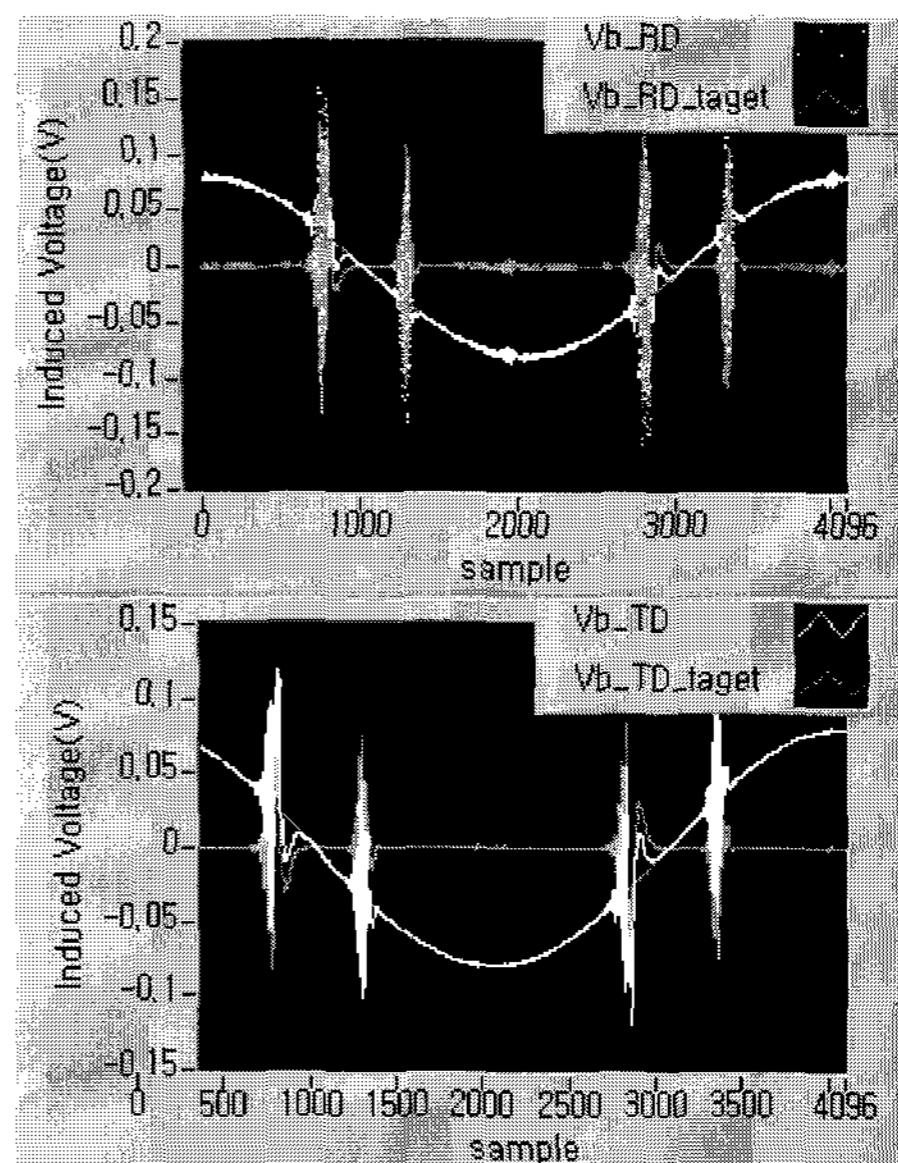 Vb_RD
Vb_RD_taget
Induced Voltage(V)
0,2
0,15
0,1
0,05
0
-0,05
-0,1
-0,15
-0,2
0 1000 2000 3000 4096
sample
Vb_TD
Vb_TD_taget
Induced Voltage(V)
0,15
0,1
0,05
0
-0,05
-0,1
-0,15
0 500 1000 1500 2000 2500 3000 3500 4096
sample